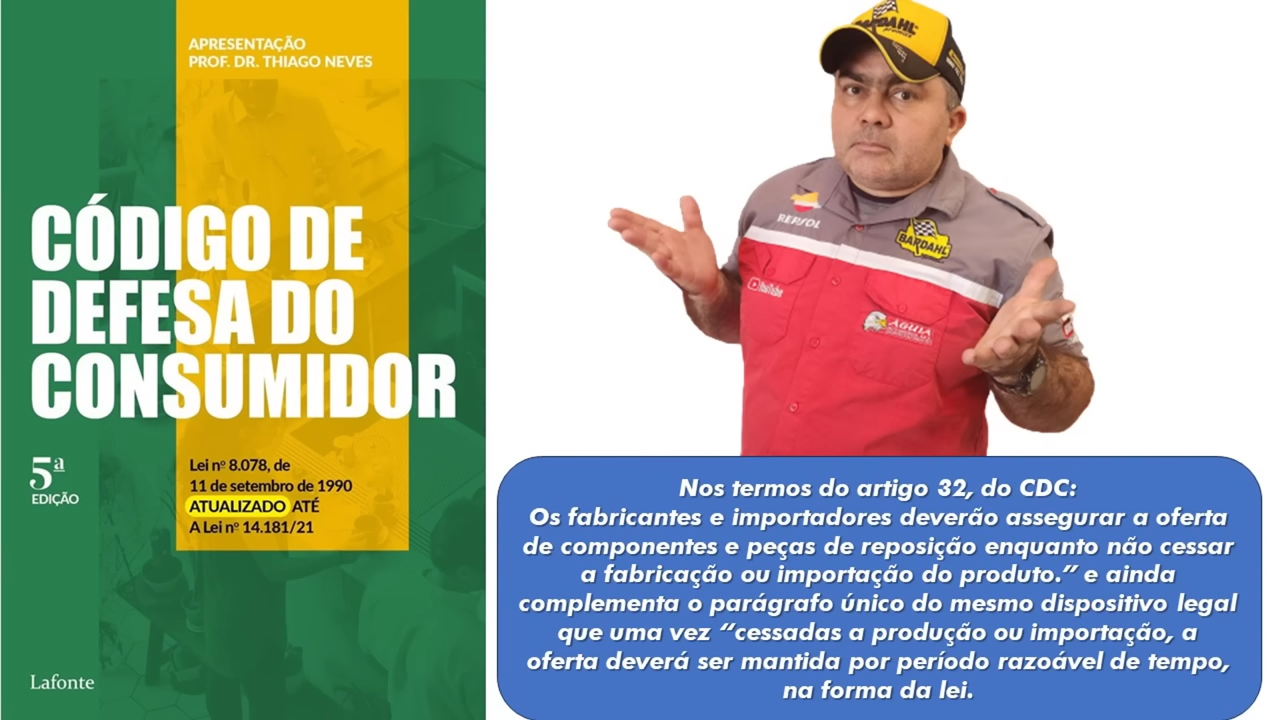 APRESENTAÇÃO
PROF. DR. THIAGO NEVES
CÓDIGO DE
DEFESA DO
CONSUMIDOR
5ª
EDIÇÃO
Lei nº 8.078, de
11 de setembro de 1990
ATUALIZADO ATÉ
A Lei nº 14.181/21
Lafonte
BARDAHL
REPSOL
BARDAHL
YouTube
ÁGUIA
Nos termos do artigo 32, do CDC:
Os fabricantes e importadores deverão assegurar a oferta
de componentes e peças de reposição enquanto não cessar
a fabricação ou importação do produto.” e ainda
complementa o parágrafo único do mesmo dispositivo legal
que uma vez “cessadas a produção ou importação, a
oferta deverá ser mantida por período razoável de tempo,
na forma da lei.